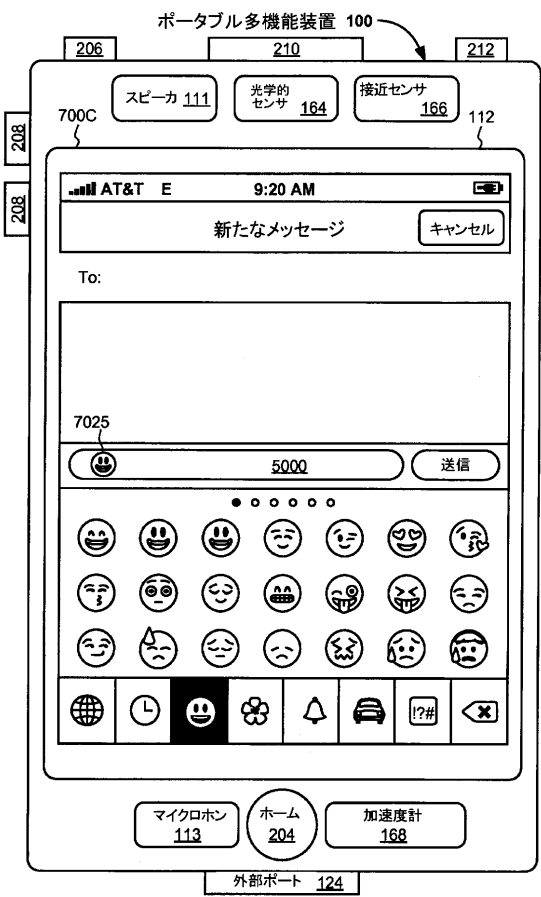 ポータブル多機能装置 100
206
210
212
スピーカ 111
光学的
センサ 164
接近センサ
166
700C
112
208
208
AT&T E 9:20 AM
新たなメッセージ
キャンセル
To:
7025
5000
送信
!?#
マイクロホン
113
ホーム
204
加速度計
168
外部ポート 124